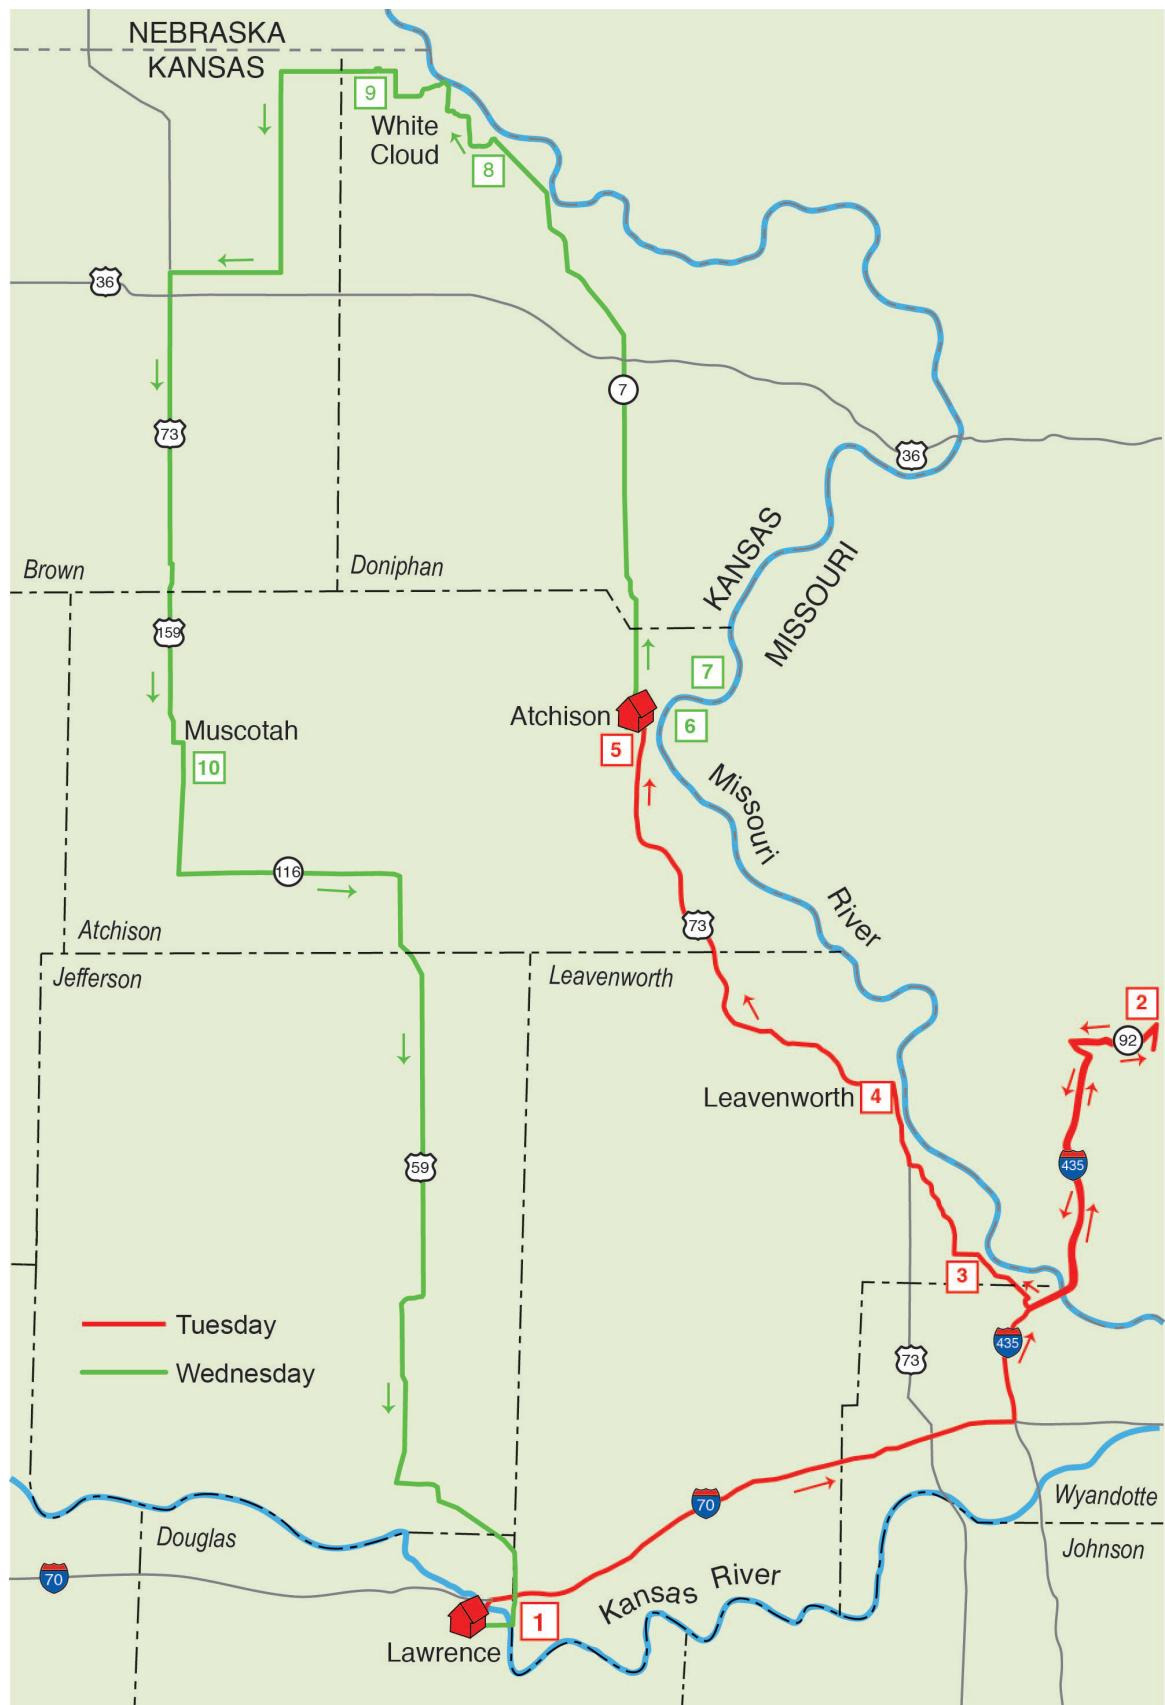 NEBRASKA
KANSAS
9
White
Cloud
8
36
7
73
36
KANSAS
MISSOURI
Brown
Doniphan
159
7
Atchison
6
5
Muscotah
10
Missouri
River
116
73
Atchison
Jefferson
Leavenworth
2
92
Leavenworth
4
435
59
3
Tuesday
Wednesday
435
73
70
Wyandotte
Douglas
Johnson
70
Kansas River
1
Lawrence